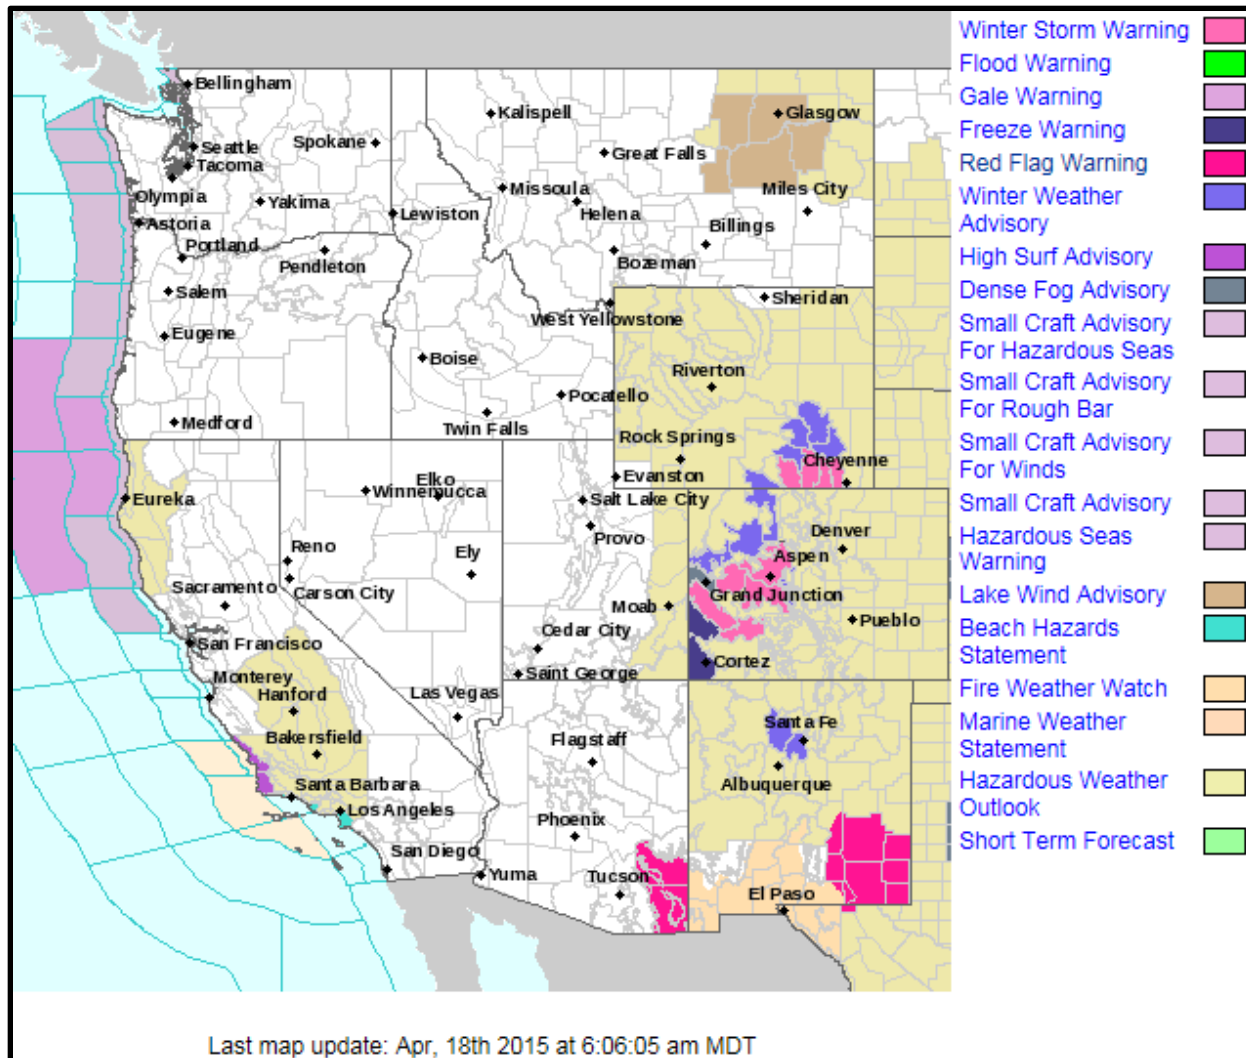 Bellingham
Seattle
Tacoma
Spokane
Olympia
Yakima
Astoria
Lewiston
Portland
Pendleton
Salem
Eugene
Medford
Kalispell
Great Falls
Glasgow
Missoula
Helena
Miles City
Billings
Bozeman
West Yellowstone
Sheridan
Boise
Pocatello
Twin Falls
Riverton
Rock Springs
Cheyenne
Evanston
Eureka
Elko
Winnemucca
Salt Lake City
Provo
Denver
Aspen
Reno
Ely
Carson City
Sacramento
Grand Junction
Moab
Pueblo
San Francisco
Cedar City
Saint George
Cortez
Monterey
Hanford
Las Vegas
Bakersfield
Flagstaff
Santa Fe
Albuquerque
Santa Barbara
Los Angeles
Phoenix
San Diego
Yuma
Tucson
El Paso
Winter Storm Warning
Flood Warning
Gale Warning
Freeze Warning
Red Flag Warning
Winter Weather
Advisory
High Surf Advisory
Dense Fog Advisory
Small Craft Advisory
For Hazardous Seas
Small Craft Advisory
For Rough Bar
Small Craft Advisory
For Winds
Small Craft Advisory
Hazardous Seas
Warning
Lake Wind Advisory
Beach Hazards
Statement
Fire Weather Watch
Marine Weather
Statement
Hazardous Weather
Outlook
Short Term Forecast
Last map update: Apr, 18th 2015 at 6:06:05 am MDT